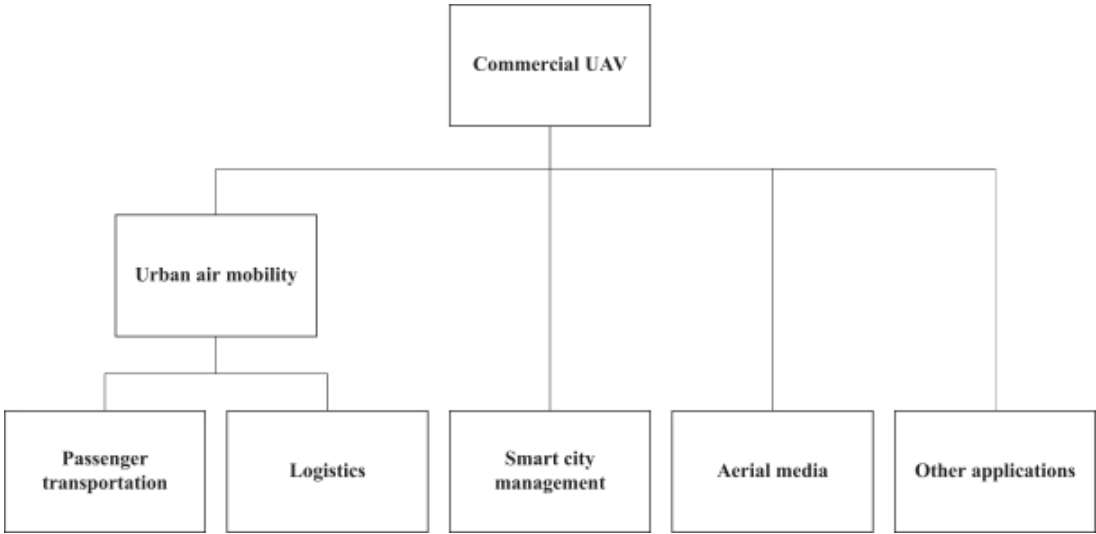 Commercial UAV
Urban air mobility
Passenger
transportation
Logistics
Smart city
management
Aerial media
Other applications